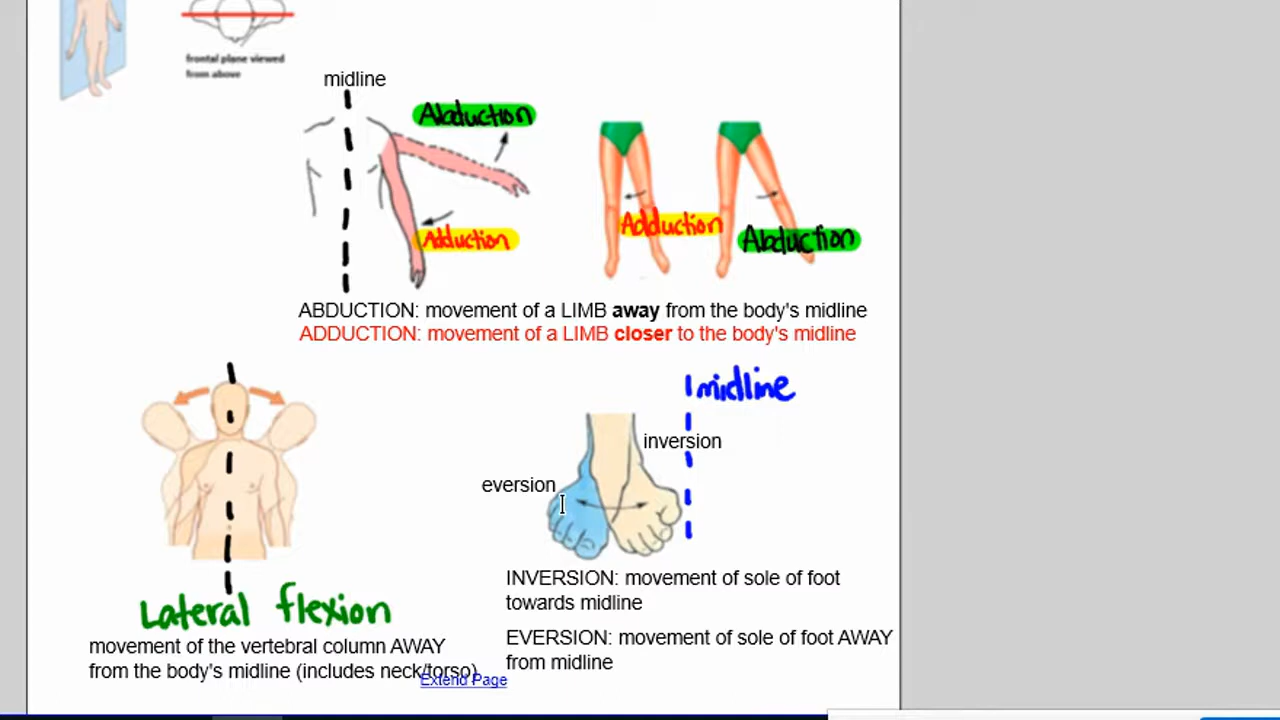 frontal plane viewed
from above
midline
Abduction
Adduction
Adduction
Abduction
ABDUCTION: movement of a LIMB away from the body's midline
ADDUCTION: movement of a LIMB closer to the body's midline
midline
inversion
eversion
Lateral flexion
movement of the vertebral column AWAY
from the body's midline (includes neck/torso)
INVERSION: movement of sole of foot
towards midline
EVERSION: movement of sole of foot AWAY
from midline
Extend Page